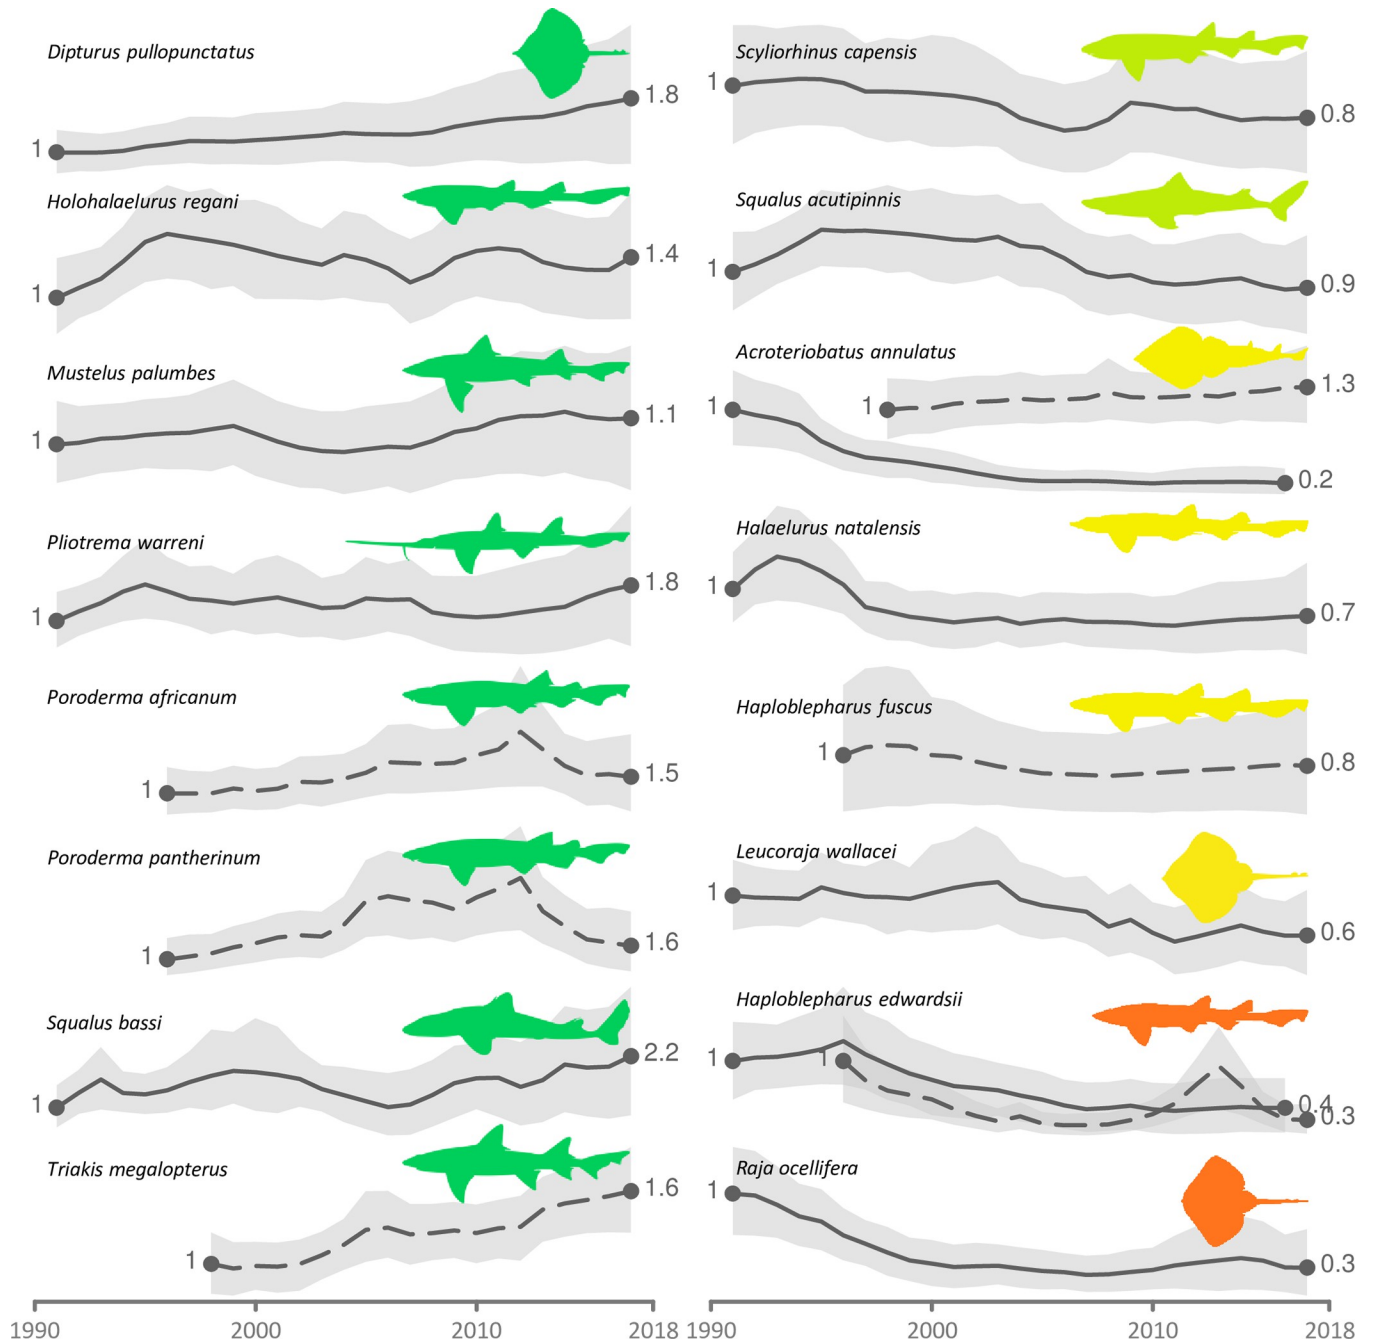 Dipturus pullopunctatus
1
1.8
Holohalaelurus regani
1
1.4
Mustelus palumbes
1
1.1
Pliotrema warreni
1
1.8
Poroderma africanum
1
1.5
Poroderma pantherinum
1
1.6
Squalus bassi
1
2.2
Triakis megalopterus
1
1.6
1990
2000
2010
2018
Scyliorhinus capensis
1
0.8
Squalus acutipinnis
1
0.9
Acroteriobatus annulatus
1
1
1.3
0.2
Halaelurus natalensis
1
0.7
Haploblepharus fuscus
1
0.8
Leucoraja wallacei
1
0.6
Haploblepharus edwardsii
1
1
0.4
0.3
Raja ocellifera
1
0.3
1990
2000
2010
2018